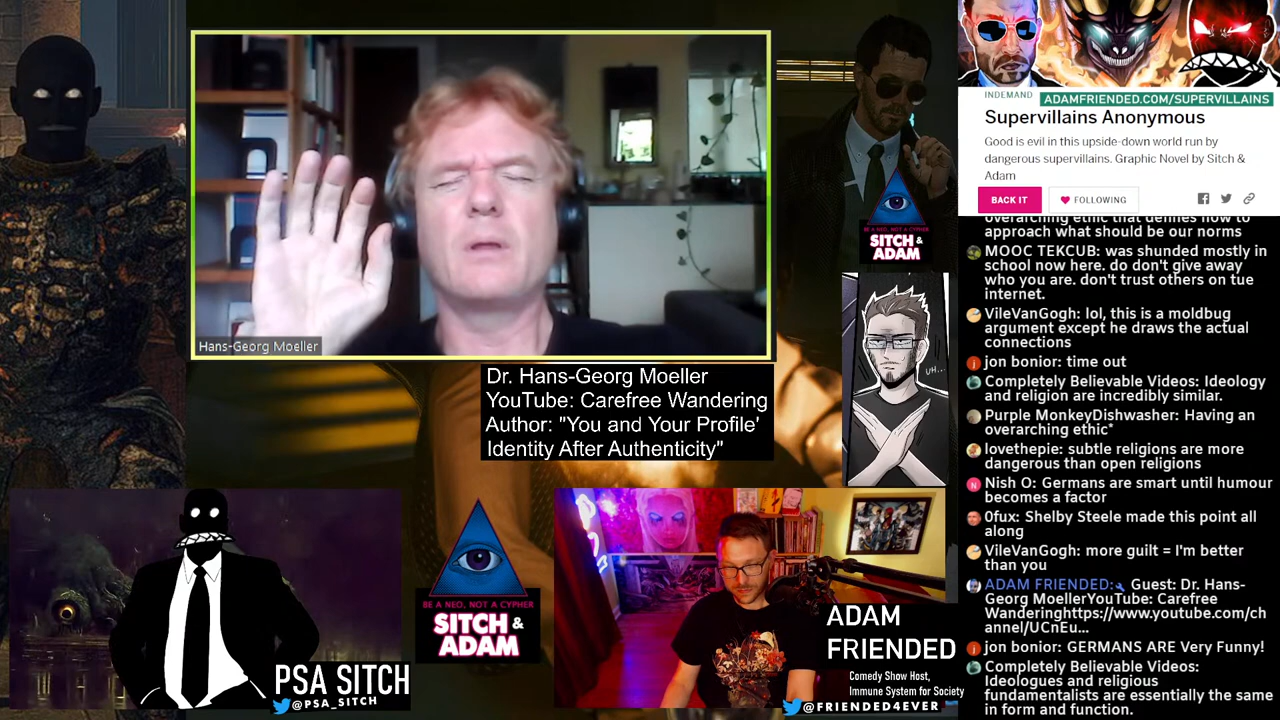 Hans-Georg Moeller
Dr. Hans-Georg Moeller
YouTube: Carefree Wandering
Author: "You and Your Profile'
Identity After Authenticity"
BE A NEO, NOT A CYPHER
SITCH &
ADAM
UH...
PSA SITCH
@PSA_SITCH
BE A NEO, NOT A CYPHER
SITCH &
ADAM
ADAM
FRIENDED
Comedy Show Host,
Immune System for Society
@FRIENDED4EVER
INDEMAND
ADAMFRIENDED.COM/SUPERVILLAINS
Supervillains Anonymous
Good is evil in this upside-down world run by
dangerous supervillains. Graphic Novel by Sitch &
Adam
BACK IT
FOLLOWING
overarching ethic that defines how to
approach what should be our norms
MOOC TEKCUB: was shunned mostly in
school now here. do don't give away
who you are. don't trust others on tue
internet.
VileVanGogh: lol, this is a moldbug
argument except he draws the actual
connections
jon bonior: time out
Completely Believable Videos: Ideology
and religion are incredibly similar.
Purple MonkeyDishwasher: Having an
overarching ethic*
lovethepie: subtle religions are more
dangerous than open religions
N
Nish O: Germans are smart until humour
becomes a factor
0fux: Shelby Steele made this point all
along
VileVanGogh: more guilt = I'm better
than you
ADAM FRIENDED: Guest: Dr. Hans-
Georg MoellerYouTube: Carefree
Wanderinghttps://www.youtube.com/ch
annel/UCnEu...
jon bonior: GERMANS ARE Very Funny!
Completely Believable Videos:
Ideologues and religious
fundamentalists are essentially the same
in form and function.